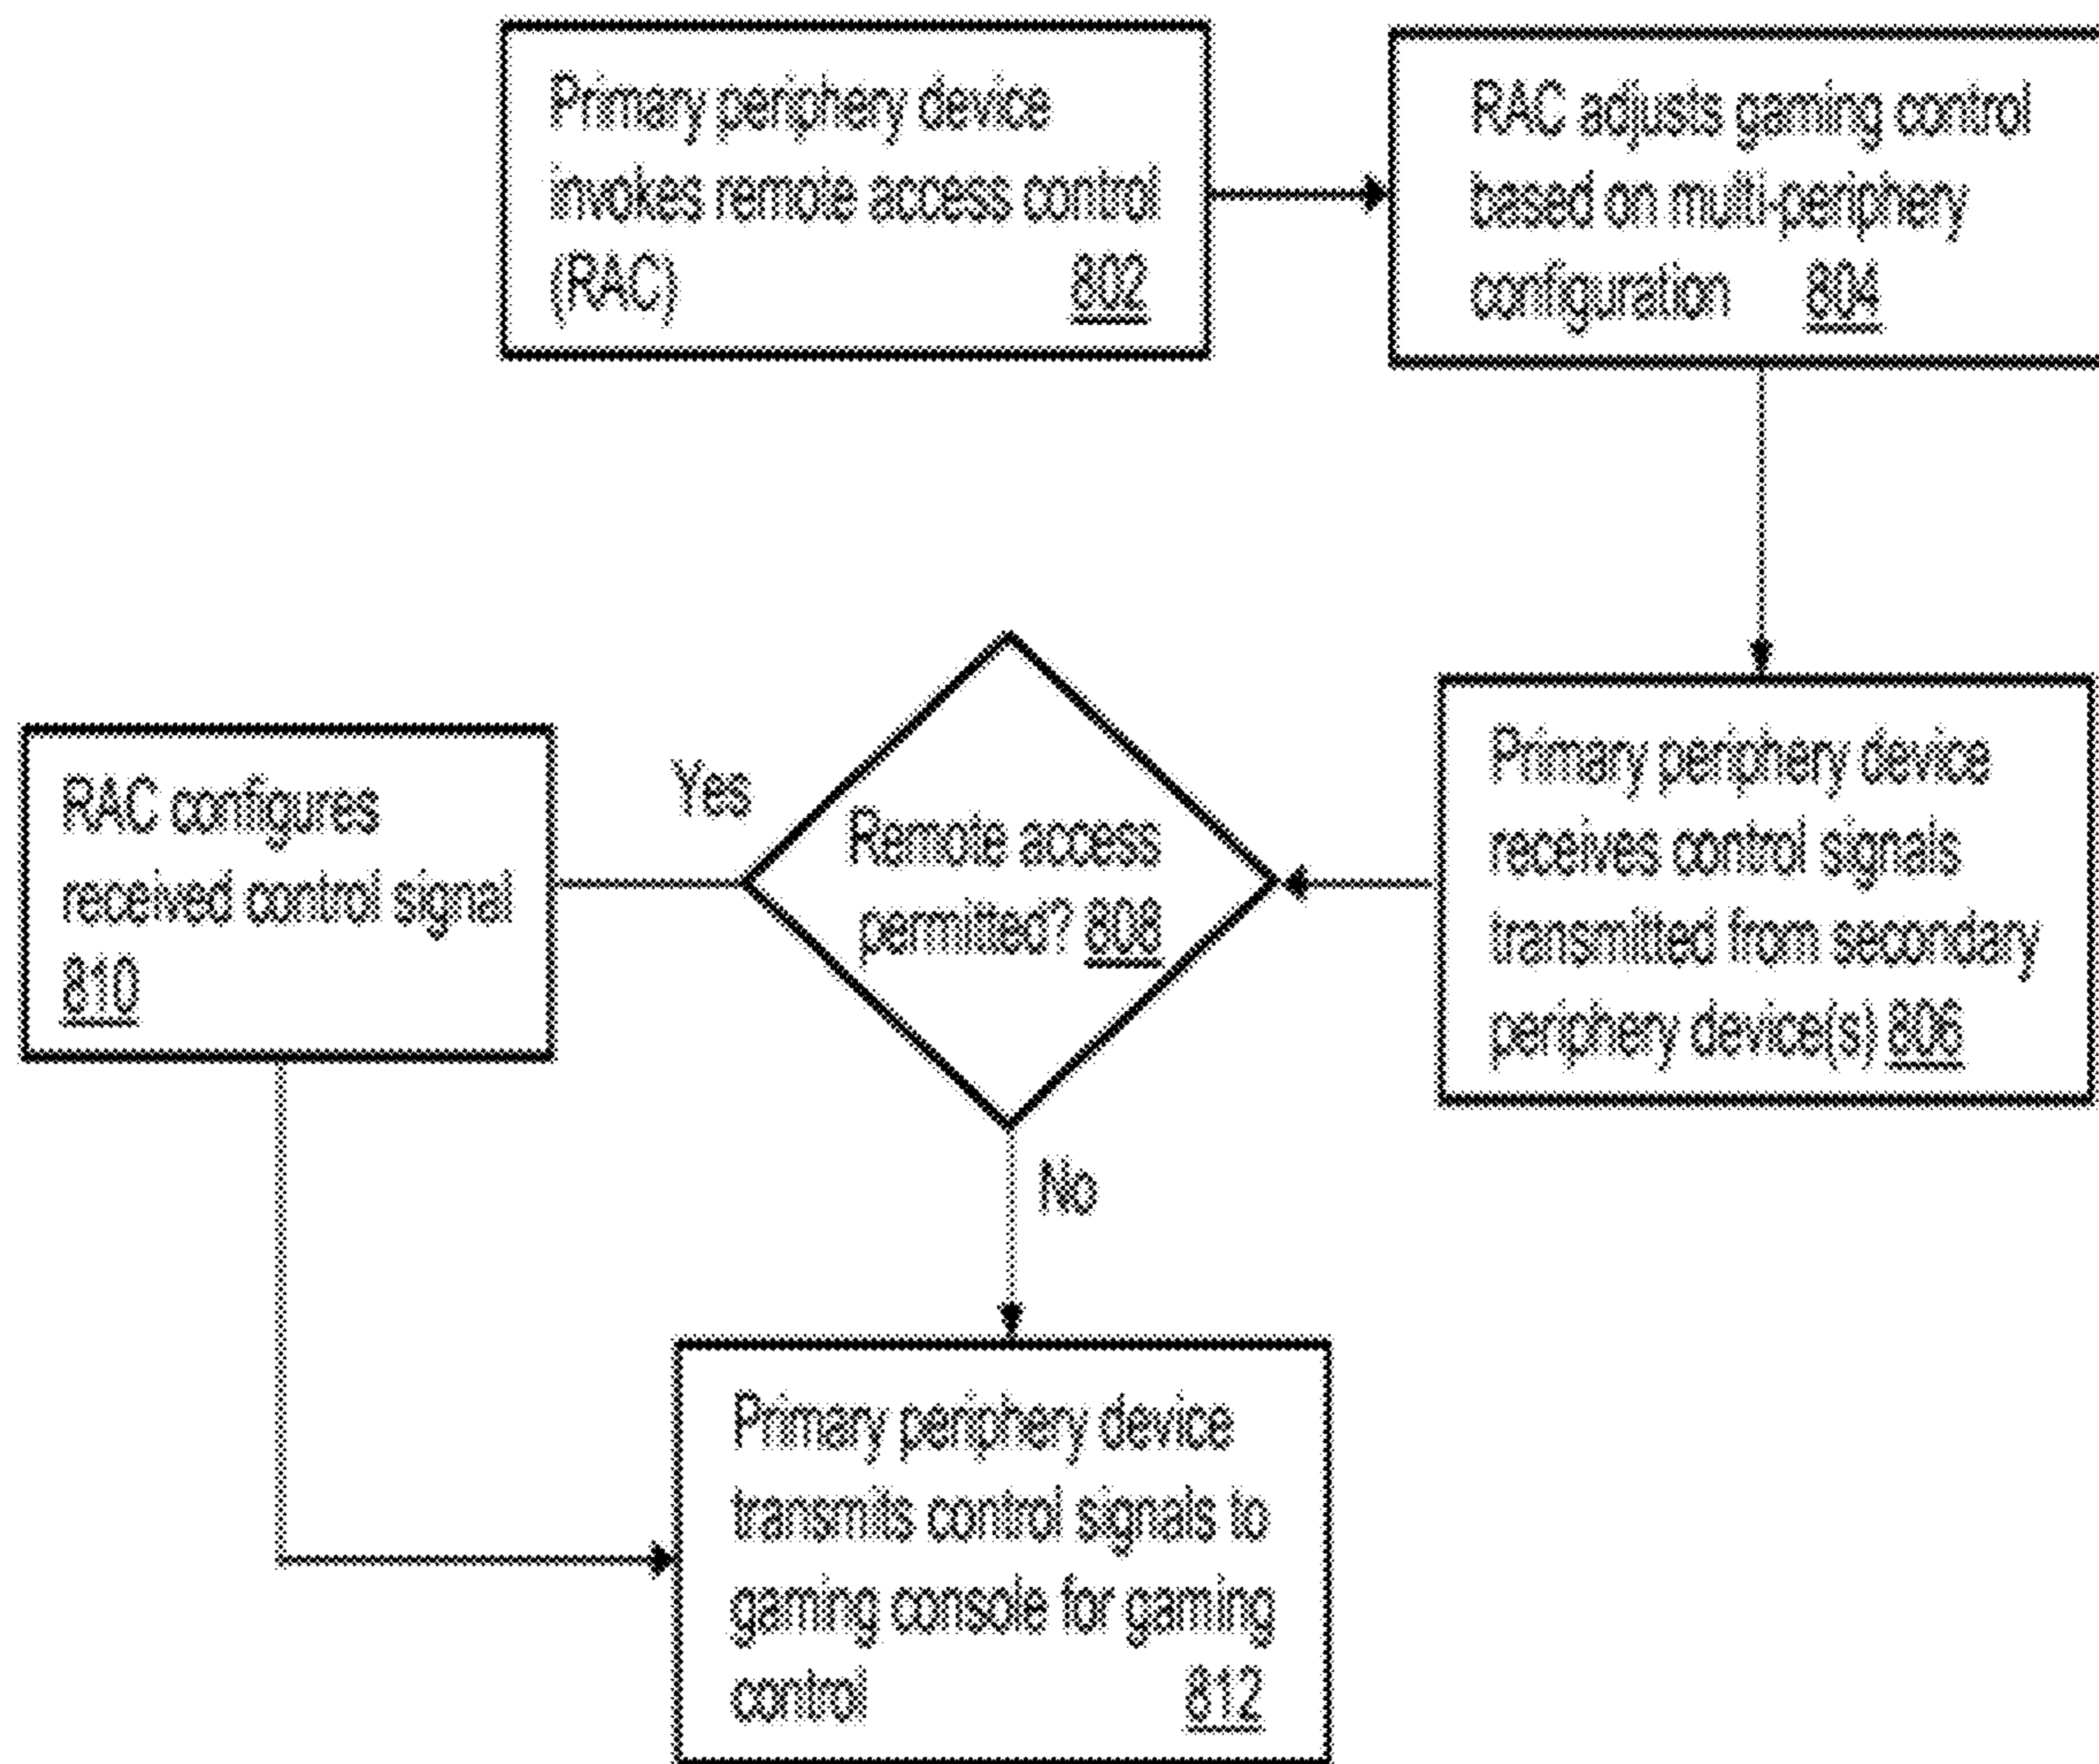 Primary periphery device
invokes remote access control
(RAC) 802
RAC adjusts gaming control
based on multi-periphery
configuration 804
Primary periphery device
receives control signals
transmitted from secondary
periphery device(s) 806
Remote access
permitted? 808
Yes
RAC configures
received control signal
810
No
Primary periphery device
transmits control signals to
gaming console for gaming
control 812